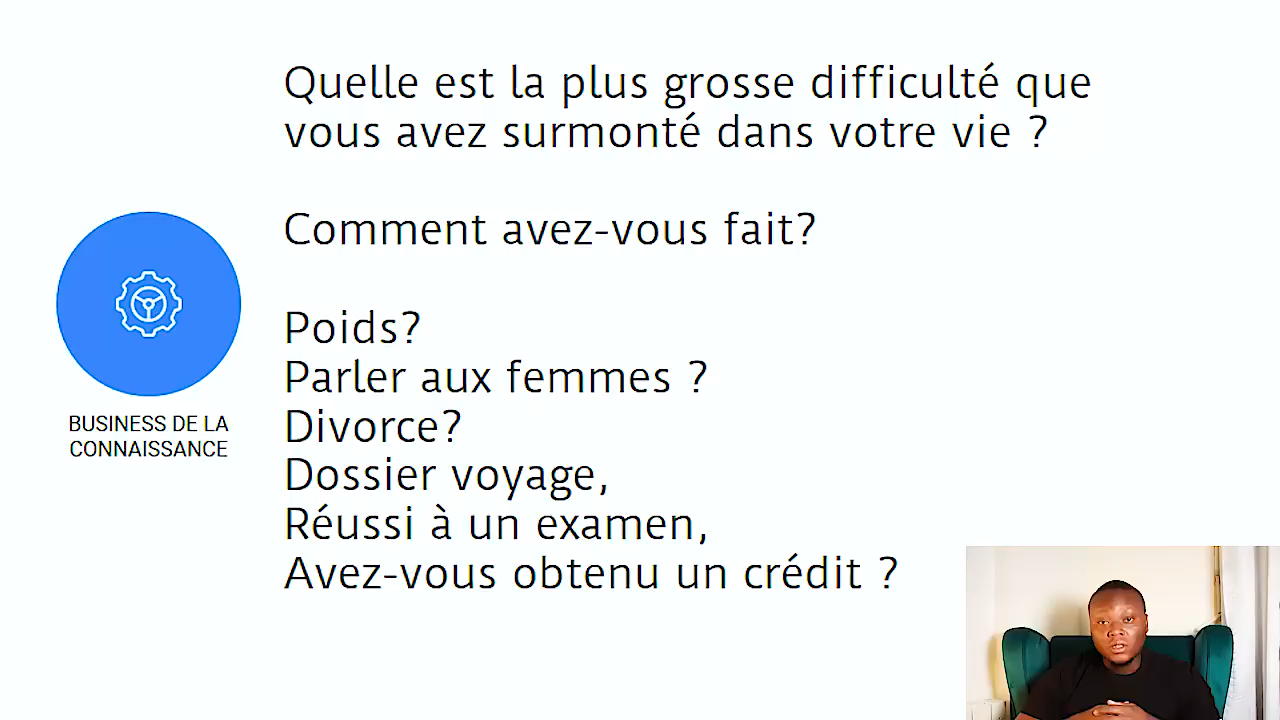 Quelle est la plus grosse difficulté que
vous avez surmonté dans votre vie ?
Comment avez-vous fait?
Poids?
Parler aux femmes ?
Divorce?
Dossier voyage,
Réussi à un examen,
Avez-vous obtenu un crédit ?
BUSINESS DE LA
CONNAISSANCE